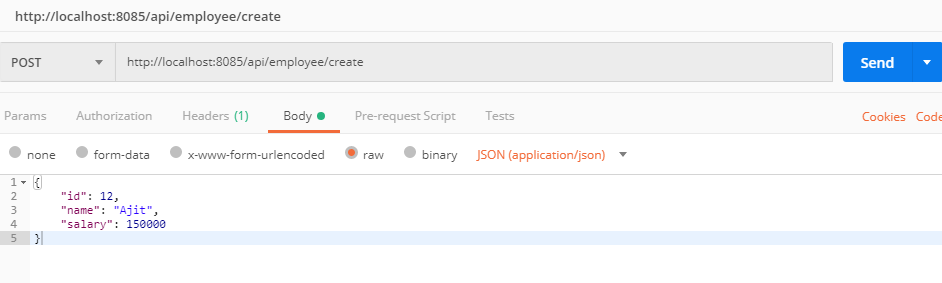 http://localhost:8085/api/employee/create
POST http://localhost:8085/api/employee/create Send
Params Authorization Headers (1) Body Pre-request Script Tests Cookies Code
none form-data x-www-form-urlencoded raw binary JSON (application/json)
1 {
2 "id": 12,
3 "name": "Ajit",
4 "salary": 150000
5 }